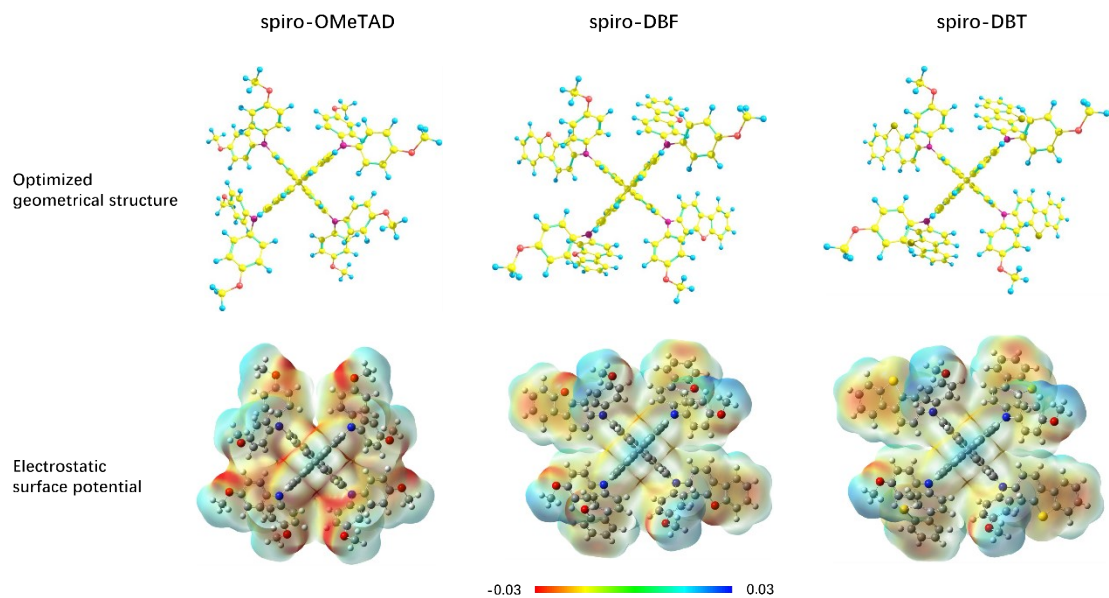 spiro-OMeTAD
spiro-DBF
spiro-DBT
Optimized
geometrical structure
Electrostatic
surface potential
-0.03
0.03